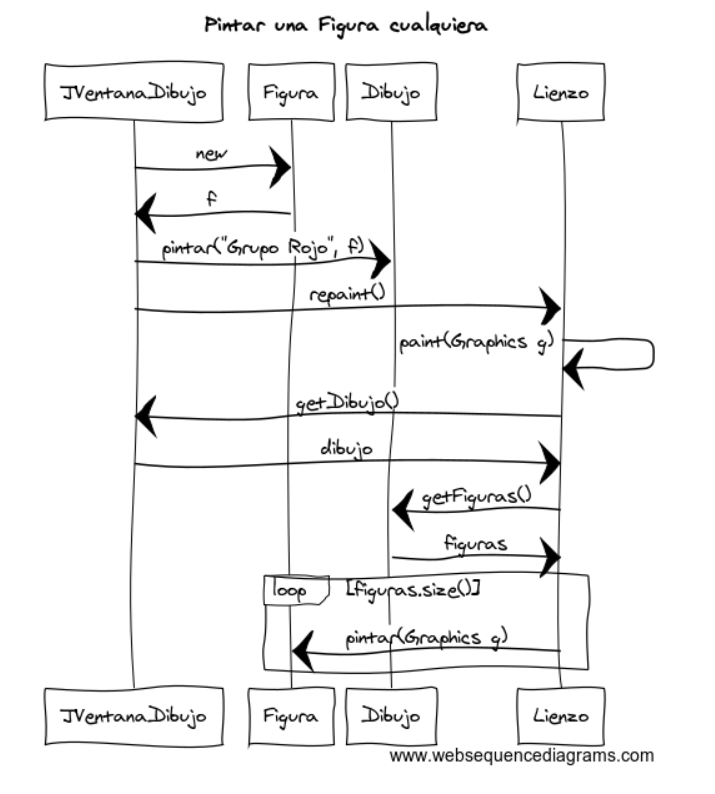 Pintar una Figura cualquiera
JVentanaDibujo
Figura
Dibujo
Lienzo
new
f
pintar("Grupo Rojo", f)
repaint()
paint(Graphics g)
getDibujo()
dibujo
getFiguras()
figuras
loop
[figuras.size()]
pintar(Graphics g)
JVentanaDibujo
Figura
Dibujo
Lienzo
www.websequencediagrams.com